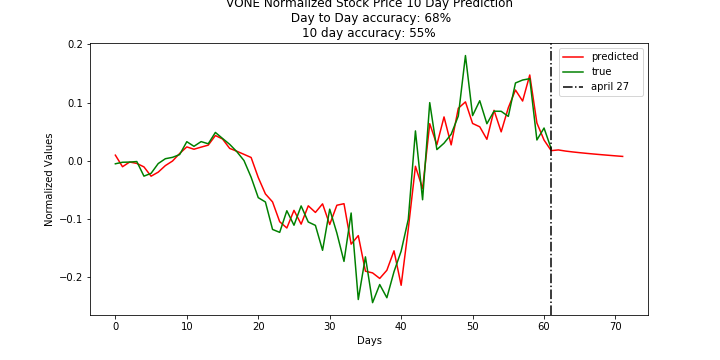 VONE Normalized Stock Price 10 Day Prediction
Day to Day accuracy: 68%
10 day accuracy: 55%
predicted
true
april 27
Normalized Values
0.2
0.1
0.0
−0.1
−0.2
0 10 20 30 40 50 60 70
Days